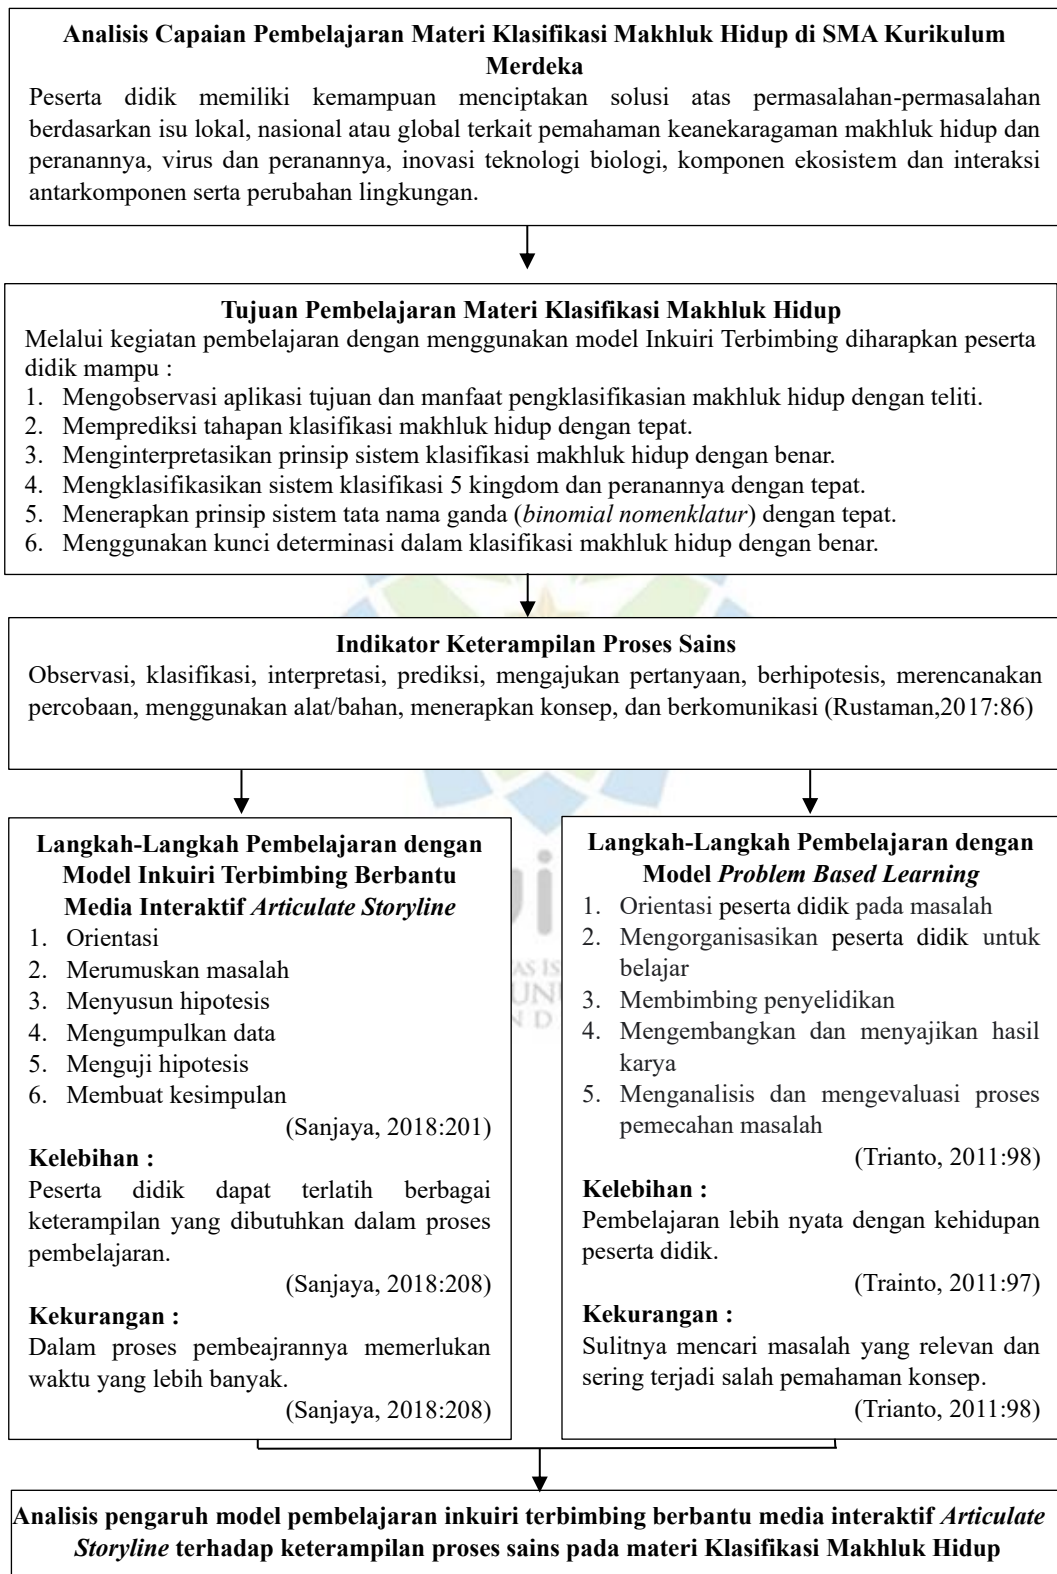 Analisis Capaian Pembelajaran Materi Klasifikasi Makhluk Hidup di SMA Kurikulum
Merdeka
Peserta didik memiliki kemampuan menciptakan solusi atas permasalahan-permasalahan
berdasarkan isu lokal, nasional atau global terkait pemahaman keanekaragaman makhluk hidup dan
peranannya, virus dan peranannya, inovasi teknologi biologi, komponen ekosistem dan interaksi
antarkomponen serta perubahan lingkungan.
Tujuan Pembelajaran Materi Klasifikasi Makhluk Hidup
Melalui kegiatan pembelajaran dengan menggunakan model Inkuiri Terbimbing diharapkan peserta
didik mampu :
1. Mengobservasi aplikasi tujuan dan manfaat pengklasifikasian makhluk hidup dengan teliti.
2. Memprediksi tahapan klasifikasi makhluk hidup dengan tepat.
3. Menginterpretasikan prinsip sistem klasifikasi makhluk hidup dengan benar.
4. Mengklasifikasikan sistem klasifikasi 5 kingdom dan peranannya dengan tepat.
5. Menerapkan prinsip sistem tata nama ganda (binomial nomenklatur) dengan tepat.
6. Menggunakan kunci determinasi dalam klasifikasi makhluk hidup dengan benar.
Indikator Keterampilan Proses Sains
Observasi, klasifikasi, interpretasi, prediksi, mengajukan pertanyaan, berhipotesis, merencanakan
percobaan, menggunakan alat/bahan, menerapkan konsep, dan berkomunikasi (Rustaman,2017:86)
Langkah-Langkah Pembelajaran dengan
Model Inkuiri Terbimbing Berbantu
Media Interaktif Articulate Storyline
1. Orientasi
2. Merumuskan masalah
3. Menyusun hipotesis
4. Mengumpulkan data
5. Menguji hipotesis
6. Membuat kesimpulan
(Sanjaya, 2018:201)
Kelebihan :
Peserta didik dapat terlatih berbagai
keterampilan yang dibutuhkan dalam proses
pembelajaran.
(Sanjaya, 2018:208)
Kekurangan :
Dalam proses pembeajrannya memerlukan
waktu yang lebih banyak.
(Sanjaya, 2018:208)
Langkah-Langkah Pembelajaran dengan
Model Problem Based Learning
1. Orientasi peserta didik pada masalah
2. Mengorganisasikan peserta didik untuk
belajar
3. Membimbing penyelidikan
4. Mengembangkan dan menyajikan hasil
karya
5. Menganalisis dan mengevaluasi proses
pemecahan masalah
(Trianto, 2011:98)
Kelebihan :
Pembelajaran lebih nyata dengan kehidupan
peserta didik.
(Trainto, 2011:97)
Kekurangan :
Sulitnya mencari masalah yang relevan dan
sering terjadi salah pemahaman konsep.
(Trianto, 2011:98)
Analisis pengaruh model pembelajaran inkuiri terbimbing berbantu media interaktif Articulate
Storyline terhadap keterampilan proses sains pada materi Klasifikasi Makhluk Hidup